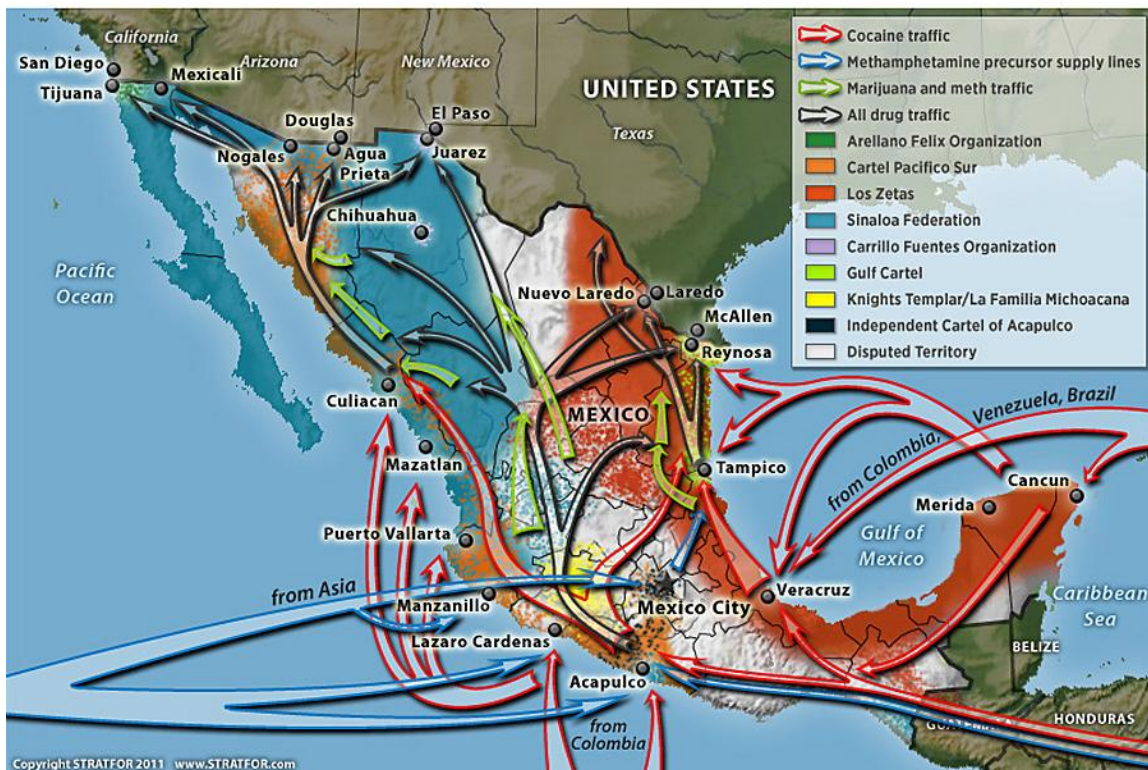 California
San Diego
Tijuana
Mexicali
Arizona
New Mexico
Douglas
El Paso
Nogales
Agua
Prieta
Juarez
Chihuahua
UNITED STATES
Texas
Pacific
Ocean
Nuevo Laredo
Laredo
McAllen
Reynosa
Culiacan
MEXICO
Mazatlan
Tampico
Puerto Vallarta
from Colombia, Venezuela, Brazil
Cancun
Merida
Gulf of
Mexico
from Asia
Manzanillo
Mexico City
Veracruz
Caribbean
Sea
Lazaro Cardenas
BELIZE
Acapulco
from
Colombia
GUATEMALA
HONDURAS
Cocaine traffic
Methamphetamine precursor supply lines
Marijuana and meth traffic
All drug traffic
Arellano Felix Organization
Cartel Pacifico Sur
Los Zetas
Sinaloa Federation
Carrillo Fuentes Organization
Gulf Cartel
Knights Templar/La Familia Michoacana
Independent Cartel of Acapulco
Disputed Territory
Copyright STRATFOR 2011 www.STRATFOR.com